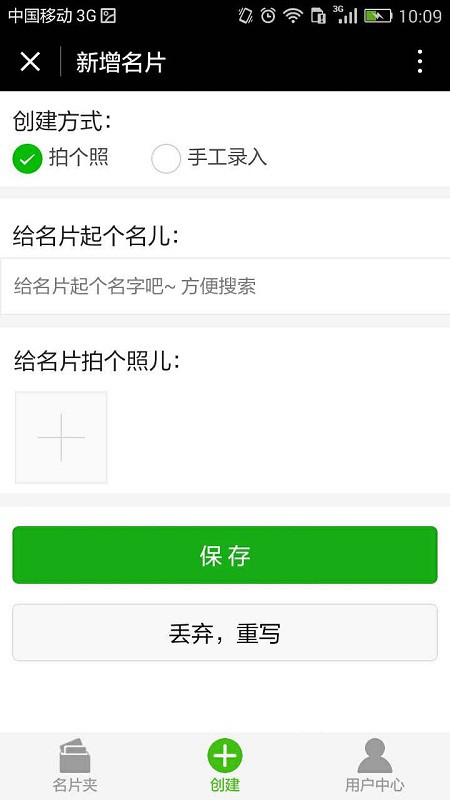 中国移动 3G 3G 10:09
新增名片
创建方式：
拍个照 手工录入
给名片起个名儿：
给名片起个名字吧~ 方便搜索
给名片拍个照儿：
保存
丢弃，重写
名片夹 创建 用户中心